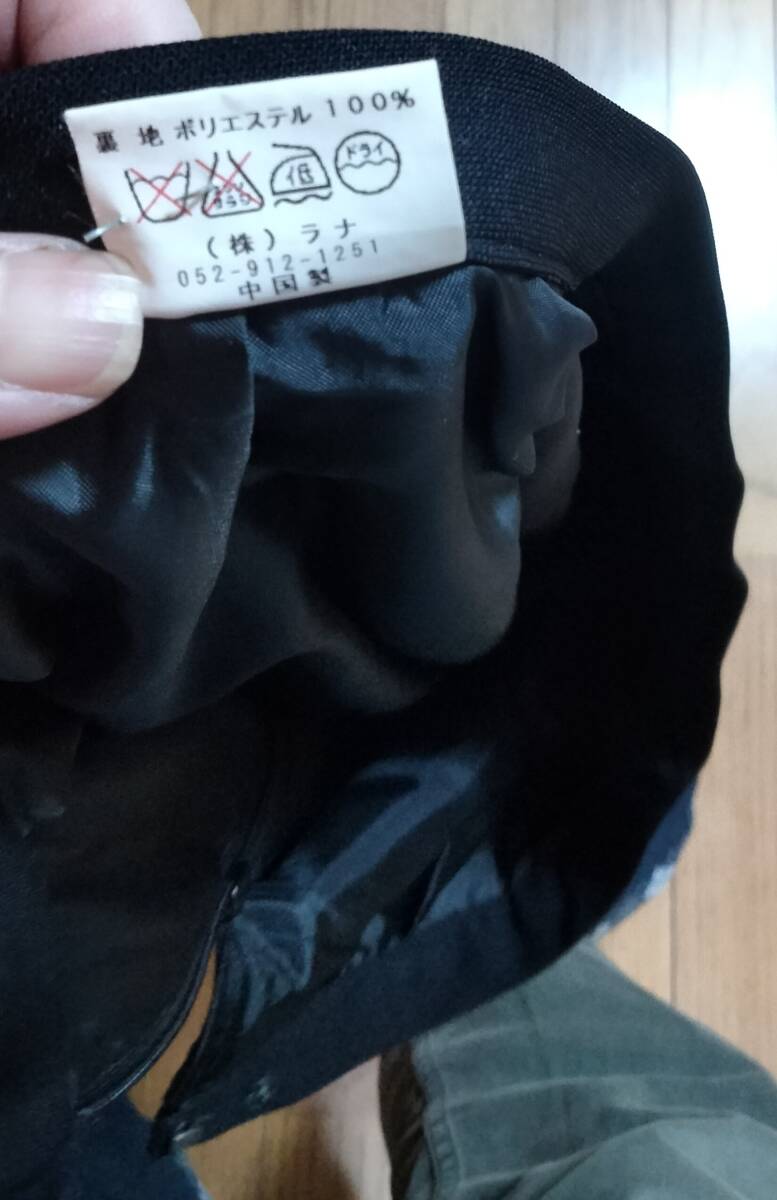 裏地 ポリエステル 100%
低 ドライ
(株) ラナ
052-912-1251
中国製